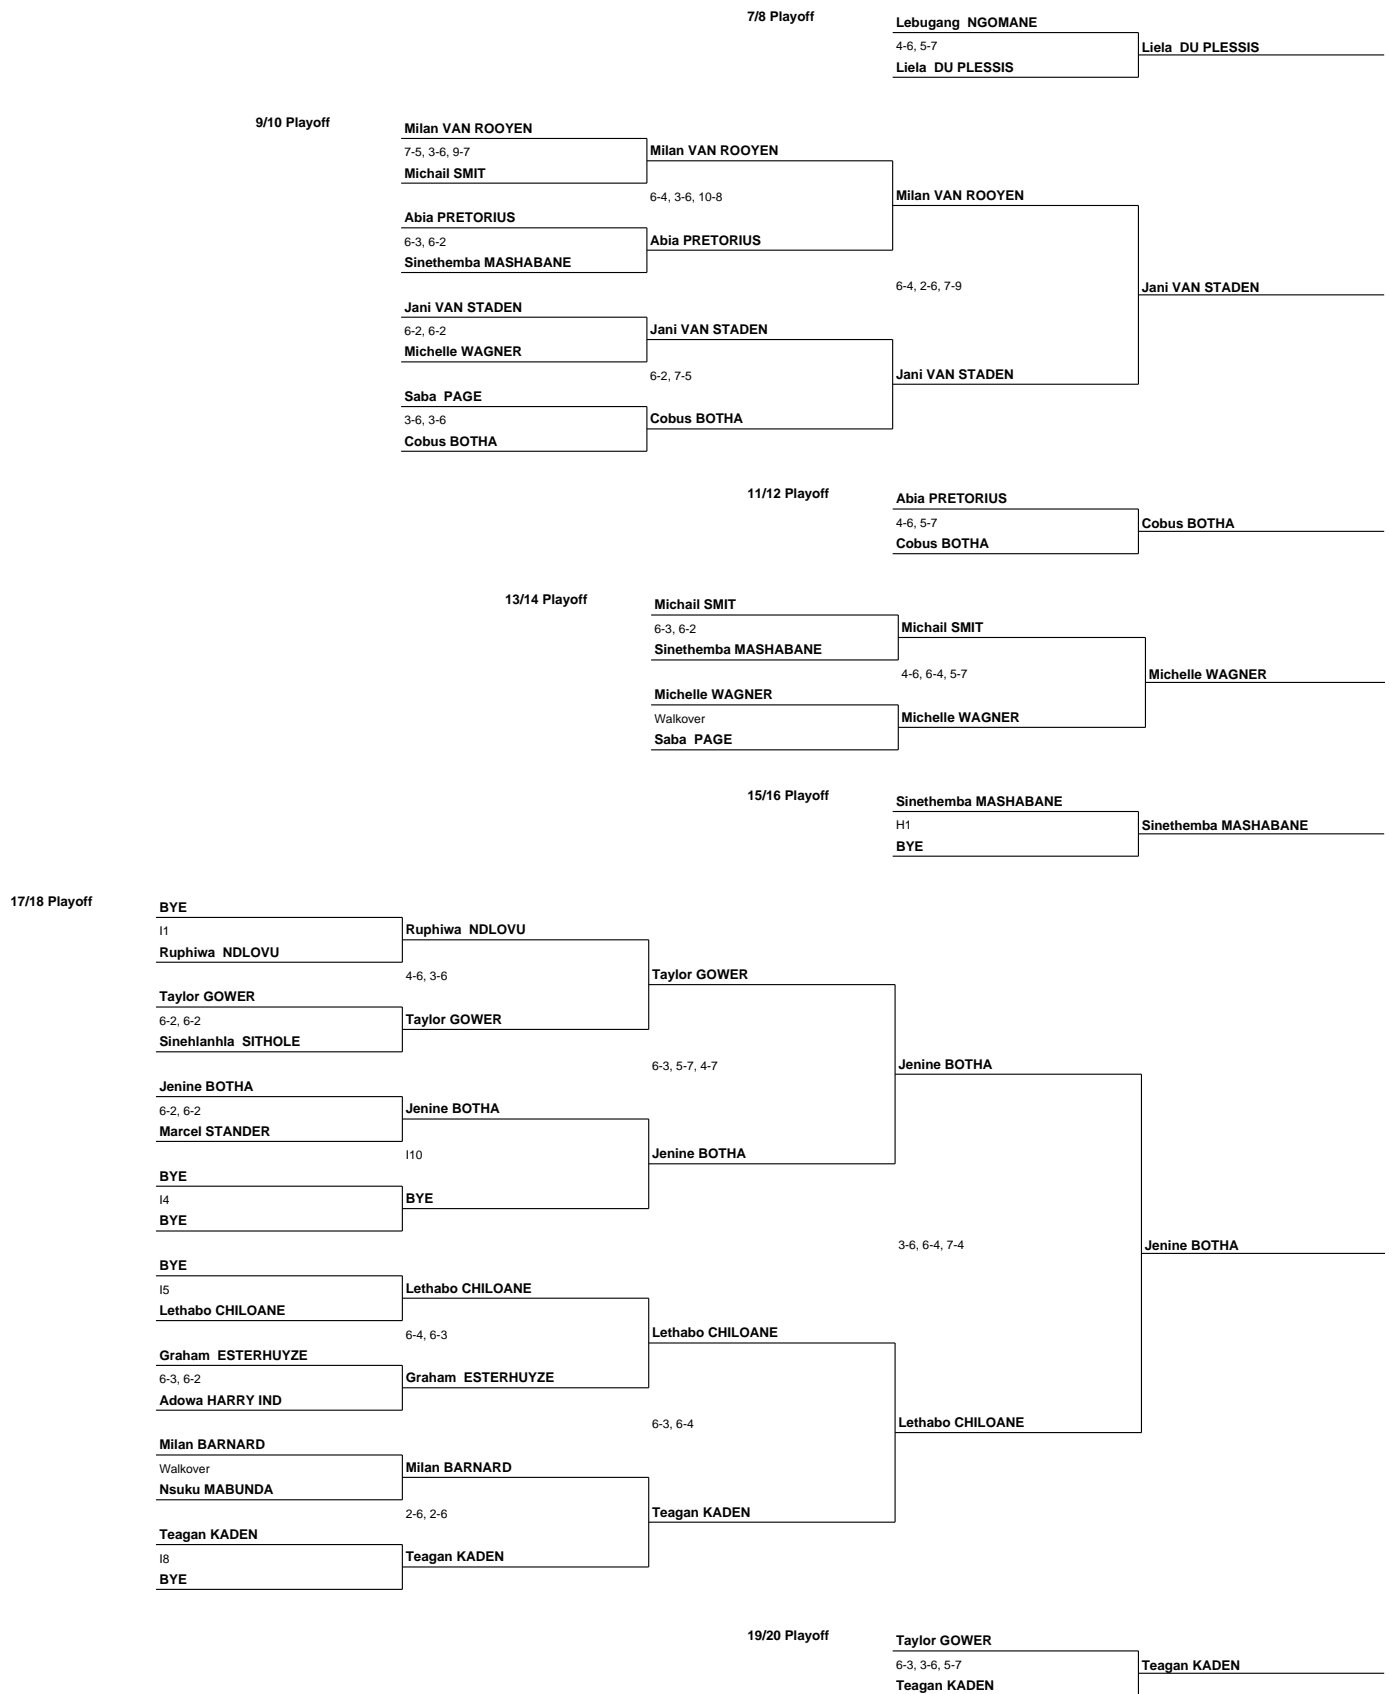 7/8 Playoff
Lebugang NGOMANE
4-6, 5-7
Liela DU PLESSIS
Liela DU PLESSIS
9/10 Playoff
Milan VAN ROOYEN
7-5, 3-6, 9-7
Milan VAN ROOYEN
Michail SMIT
6-4, 3-6, 10-8
Milan VAN ROOYEN
Abia PRETORIUS
6-3, 6-2
Abia PRETORIUS
Sinethemba MASHABANE
6-4, 2-6, 7-9
Jani VAN STADEN
Jani VAN STADEN
6-2, 6-2
Jani VAN STADEN
Michelle WAGNER
6-2, 7-5
Jani VAN STADEN
Saba PAGE
3-6, 3-6
Cobus BOTHA
Cobus BOTHA
11/12 Playoff
Abia PRETORIUS
4-6, 5-7
Cobus BOTHA
Cobus BOTHA
13/14 Playoff
Michail SMIT
6-3, 6-2
Michail SMIT
Sinethemba MASHABANE
4-6, 6-4, 5-7
Michelle WAGNER
Michelle WAGNER
Walkover
Michelle WAGNER
Saba PAGE
15/16 Playoff
Sinethemba MASHABANE
H1
Sinethemba MASHABANE
BYE
17/18 Playoff
BYE
I1
Ruphiwa NDLOVU
Ruphiwa NDLOVU
4-6, 3-6
Taylor GOWER
Taylor GOWER
6-2, 6-2
Taylor GOWER
Sinehlanhla SITHOLE
6-3, 5-7, 4-7
Jenine BOTHA
Jenine BOTHA
6-2, 6-2
Jenine BOTHA
Marcel STANDER
I10
Jenine BOTHA
BYE
I4
BYE
BYE
3-6, 6-4, 7-4
Jenine BOTHA
BYE
I5
Lethabo CHILOANE
Lethabo CHILOANE
6-4, 6-3
Lethabo CHILOANE
Graham ESTERHUYZE
6-3, 6-2
Graham ESTERHUYZE
Adowa HARRY IND
6-3, 6-4
Lethabo CHILOANE
Milan BARNARD
Walkover
Milan BARNARD
Nsuku MABUNDA
2-6, 2-6
Teagan KADEN
Teagan KADEN
I8
Teagan KADEN
BYE
19/20 Playoff
Taylor GOWER
6-3, 3-6, 5-7
Teagan KADEN
Teagan KADEN